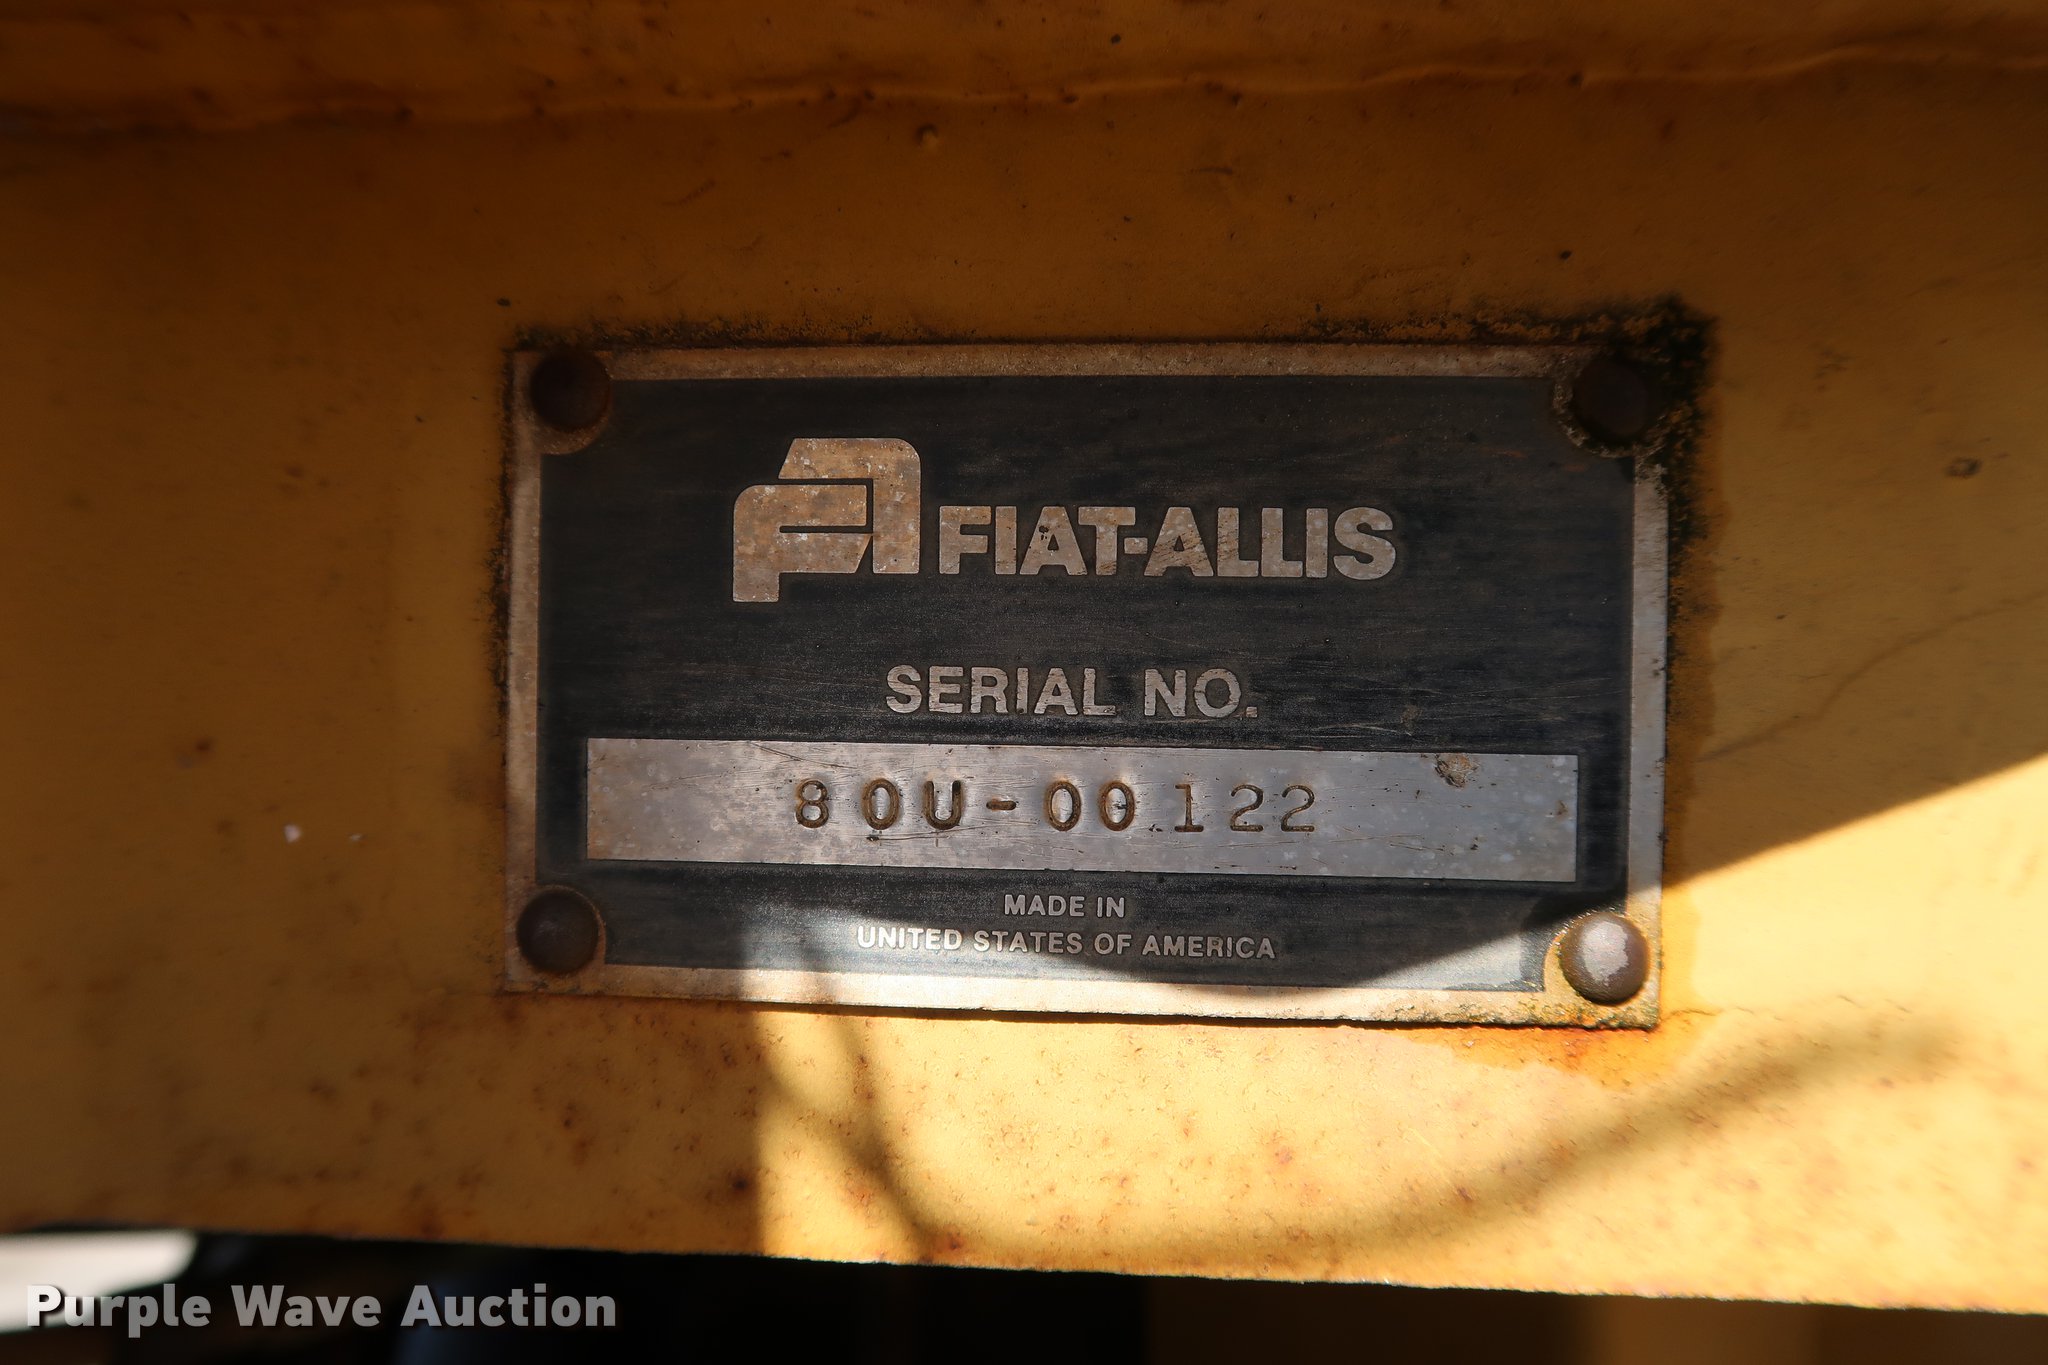 FIAT-ALLIS
SERIAL NO.
80U-00122
MADE IN
UNITED STATES OF AMERICA
Purple Wave Auction